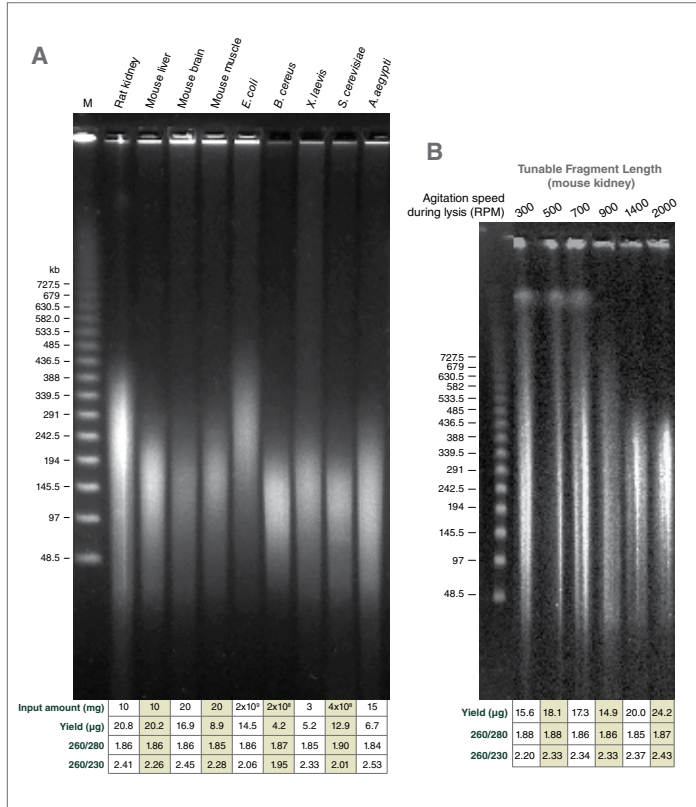 A
M
Rat kidney
Mouse liver
Mouse brain
Mouse muscle
E.coli
B. cereus
X. laevis
S. cerevisiae
A. aegypti
kb
727.5
679
630.5
582.0
533.5
485
436.5
388
339.5
291
242.5
194
145.5
97
48.5
Input amount (mg) 10 10 20 20 2x10⁹ 2x10⁸ 3 4x10⁸ 15
Yield (µg) 20.8 20.2 16.9 8.9 14.5 4.2 5.2 12.9 6.7
260/280 1.86 1.86 1.86 1.85 1.86 1.87 1.85 1.90 1.84
260/230 2.41 2.26 2.45 2.28 2.06 1.95 2.33 2.01 2.53
B
Tunable Fragment Length
(mouse kidney)
Agitation speed
during lysis (RPM) 300 500 700 900 1400 2000
727.5
679
630.5
582
533.5
485
436.5
388
339.5
291
242.5
194
145.5
97
48.5
Yield (µg) 15.6 18.1 17.3 14.9 20.0 24.2
260/280 1.88 1.88 1.86 1.86 1.85 1.87
260/230 2.20 2.33 2.34 2.33 2.37 2.43